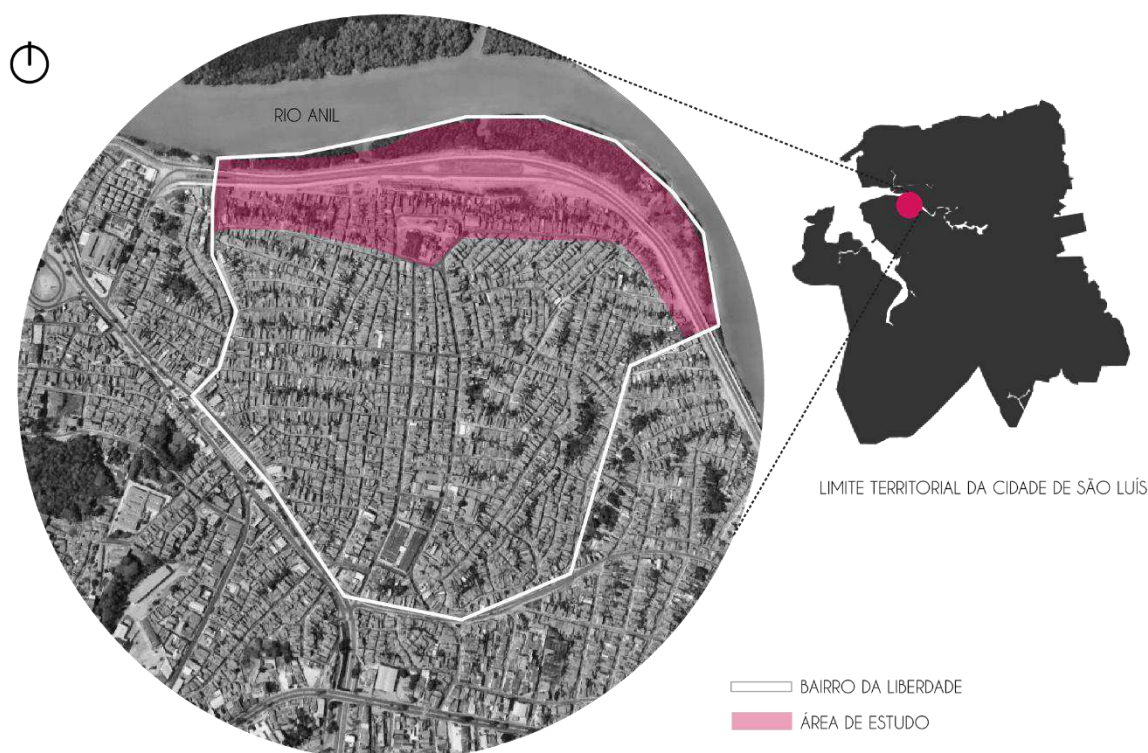 RIO ANIL
LIMITE TERRITORIAL DA CIDADE DE SÃO LUÍS
BAIRRO DA LIBERDADE
ÁREA DE ESTUDO